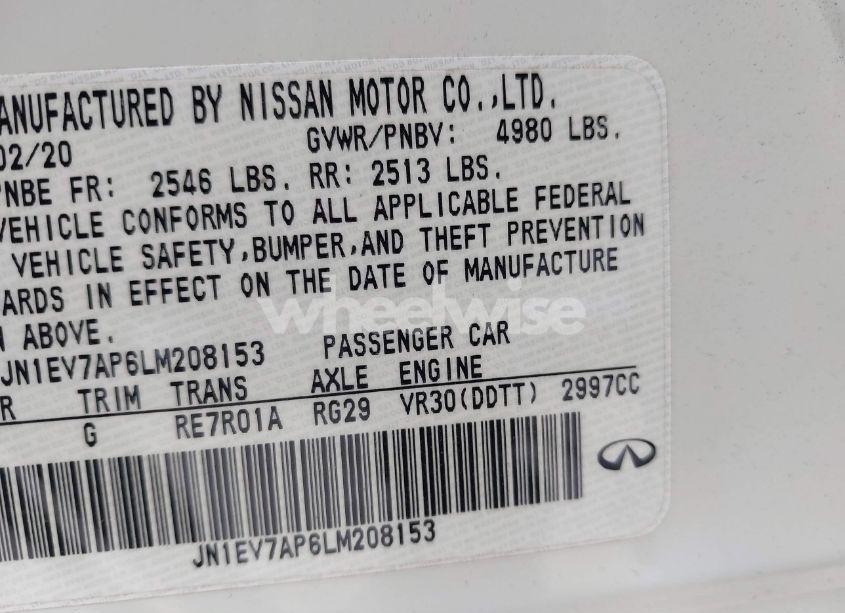 MANUFACTURED BY NISSAN MOTOR CO.,LTD.
02/20 GVWR/PNBV: 4980 LBS.
PNBE FR: 2546 LBS. RR: 2513 LBS.
VEHICLE CONFORMS TO ALL APPLICABLE FEDERAL
VEHICLE SAFETY,BUMPER,AND THEFT PREVENTION
ARDS IN EFFECT ON THE DATE OF MANUFACTURE
ABOVE.
JN1EV7AP6LM208153 PASSENGER CAR
R TRIM TRANS AXLE ENGINE
G RE7R01A RG29 VR30(DDTT) 2997CC
JN1EV7AP6LM208153
wheelwise